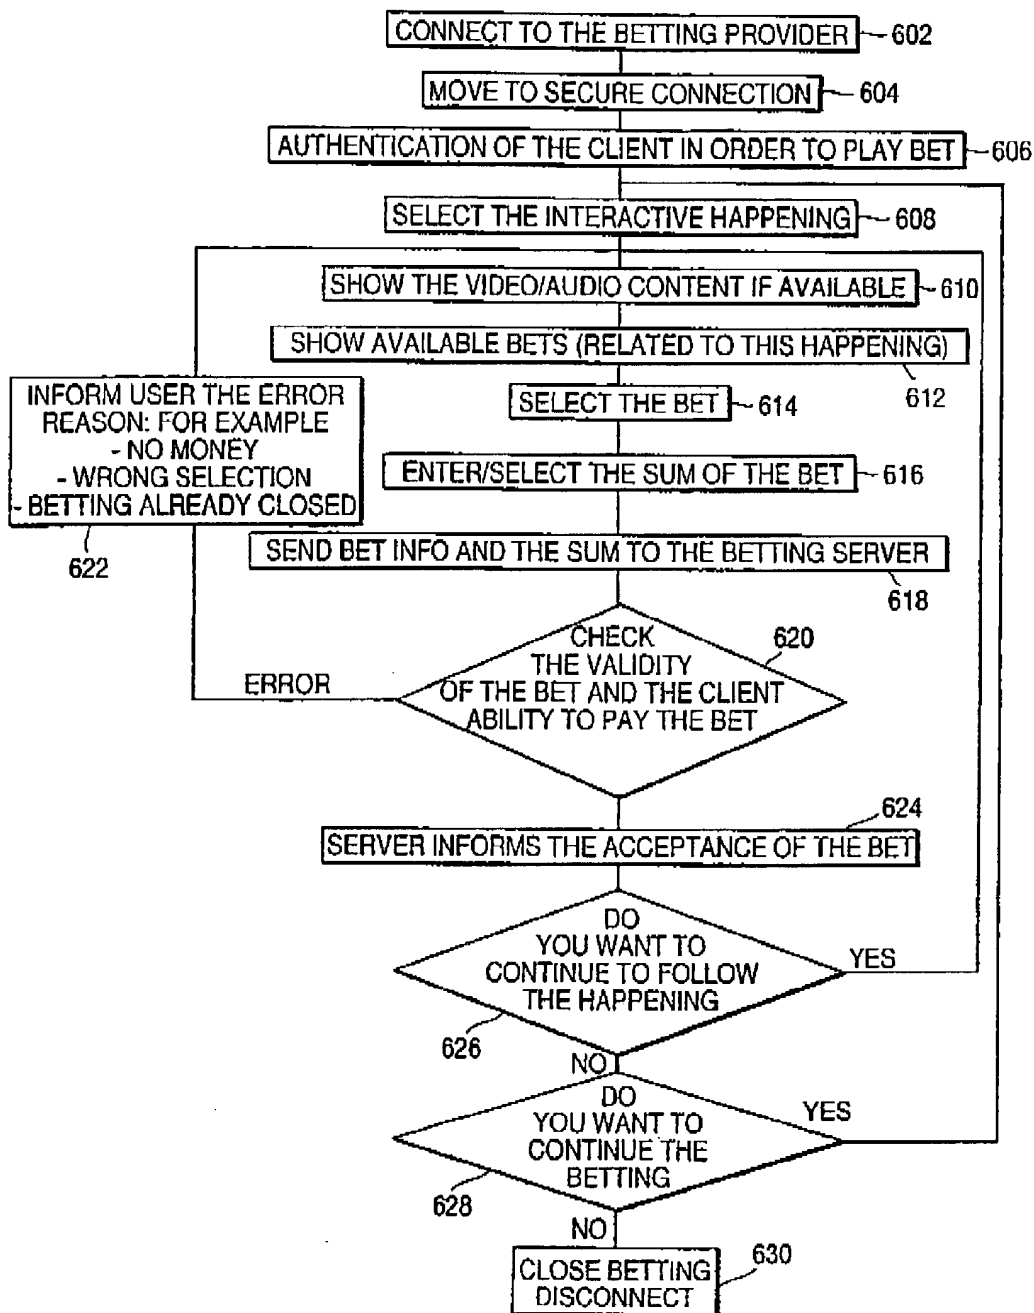 CONNECT TO THE BETTING PROVIDER
602
MOVE TO SECURE CONNECTION
604
AUTHENTICATION OF THE CLIENT IN ORDER TO PLAY BET
606
SELECT THE INTERACTIVE HAPPENING
608
SHOW THE VIDEO/AUDIO CONTENT IF AVAILABLE
610
SHOW AVAILABLE BETS (RELATED TO THIS HAPPENING)
612
SELECT THE BET
614
ENTER/SELECT THE SUM OF THE BET
616
INFORM USER THE ERROR
REASON: FOR EXAMPLE
- NO MONEY
- WRONG SELECTION
- BETTING ALREADY CLOSED
622
SEND BET INFO AND THE SUM TO THE BETTING SERVER
618
CHECK
THE VALIDITY
OF THE BET AND THE CLIENT
ABILITY TO PAY THE BET
620
ERROR
624
SERVER INFORMS THE ACCEPTANCE OF THE BET
DO
YOU WANT TO
CONTINUE TO FOLLOW
THE HAPPENING
YES
626
NO
DO
YOU WANT TO
CONTINUE THE
BETTING
YES
628
NO
CLOSE BETTING
DISCONNECT
630